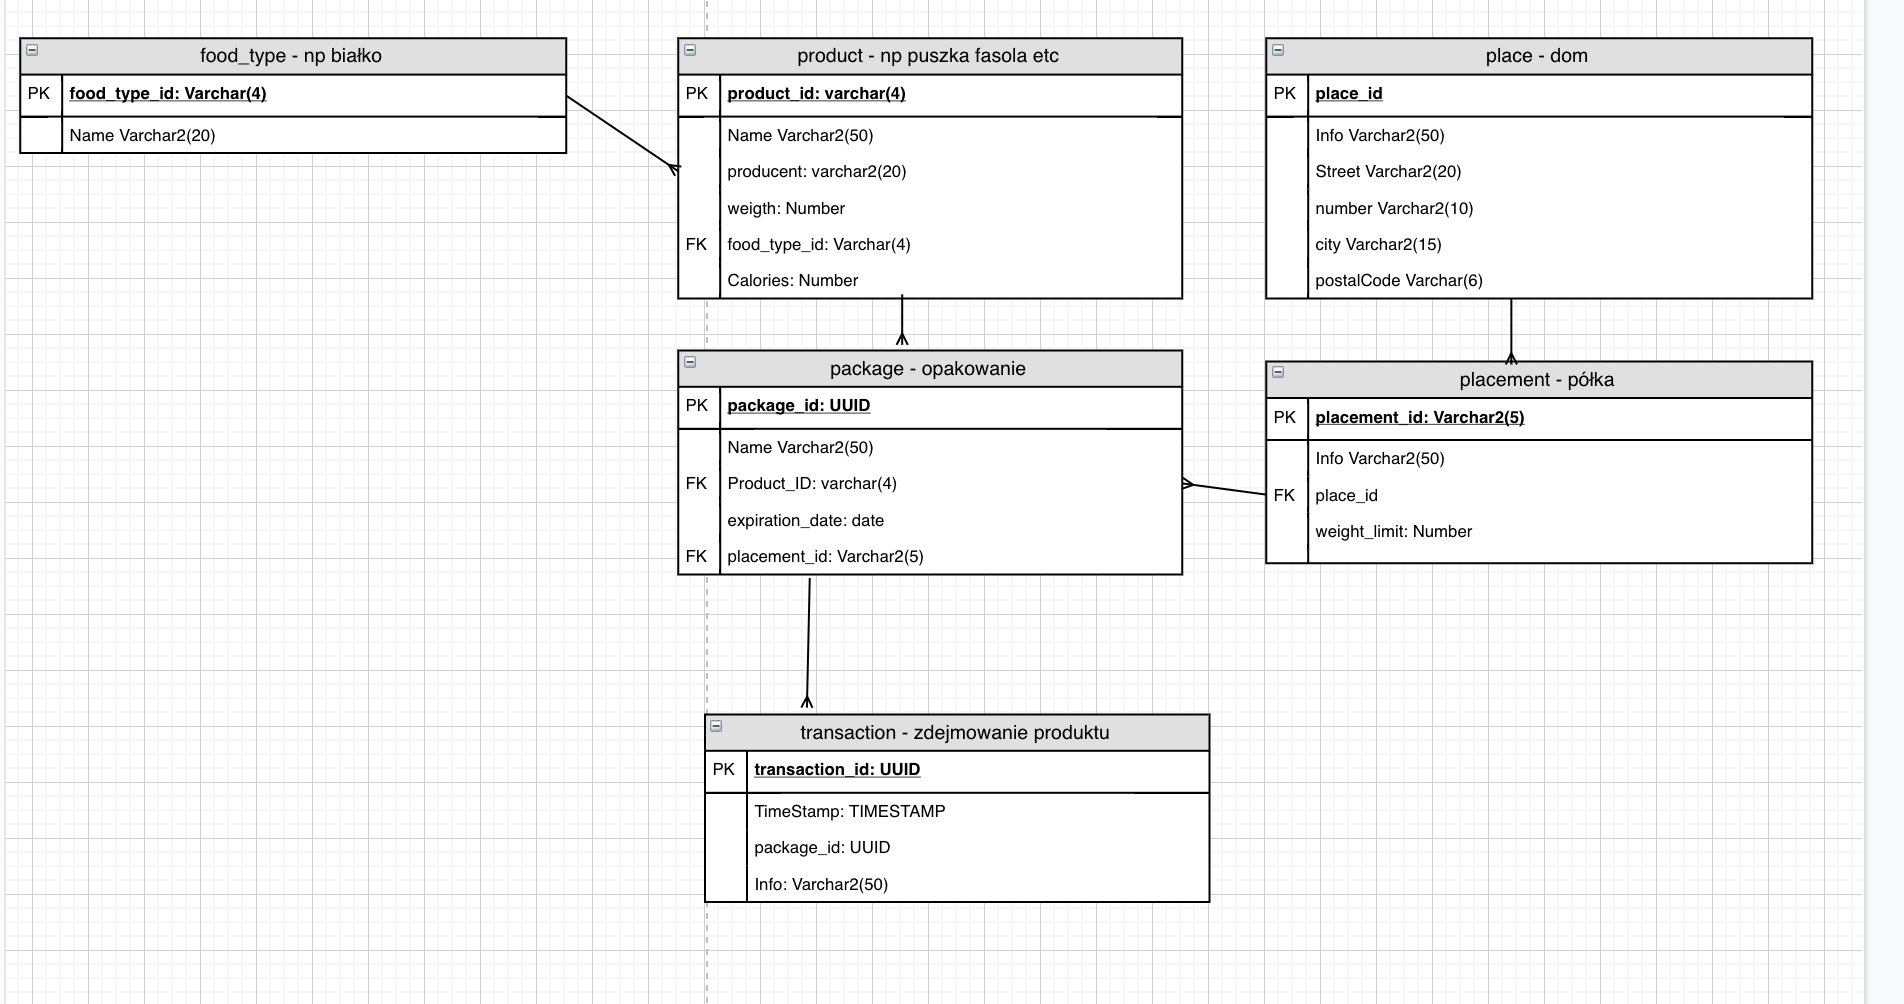 food_type - np białko
PK food_type_id: Varchar(4)
Name Varchar2(20)
product - np puszka fasola etc
PK product_id: varchar(4)
Name Varchar2(50)
producent: varchar2(20)
weigth: Number
FK food_type_id: Varchar(4)
Calories: Number
place - dom
PK place_id
Info Varchar2(50)
Street Varchar2(20)
number Varchar2(10)
city Varchar2(15)
postalCode Varchar(6)
package - opakowanie
PK package_id: UUID
Name Varchar2(50)
FK Product_ID: varchar(4)
expiration_date: date
FK placement_id: Varchar2(5)
placement - półka
PK placement_id: Varchar2(5)
Info Varchar2(50)
FK place_id
weight_limit: Number
transaction - zdejmowanie produktu
PK transaction_id: UUID
TimeStamp: TIMESTAMP
package_id: UUID
Info: Varchar2(50)